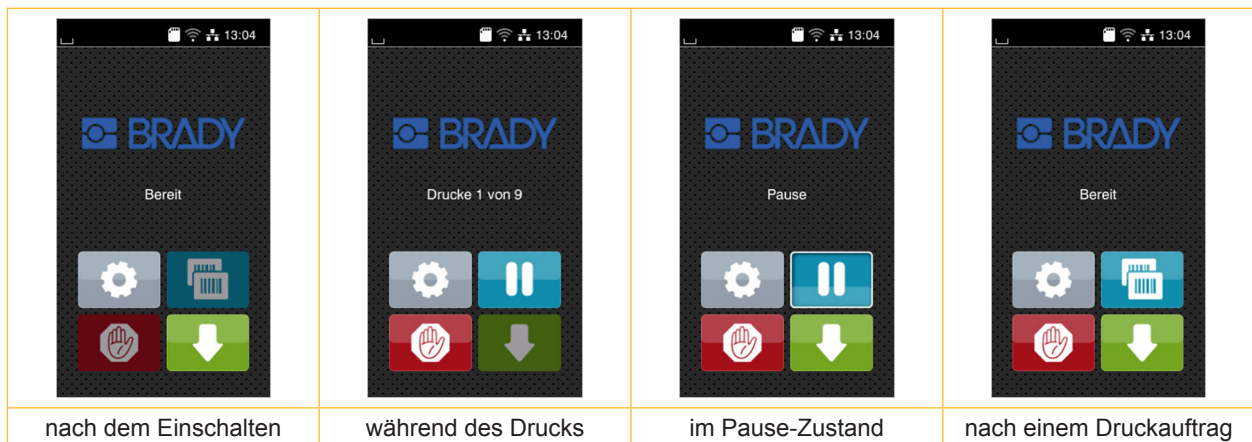 13:04
BRADY
Bereit
nach dem Einschalten
13:04
BRADY
Drucke 1 von 9
während des Drucks
13:04
BRADY
Pause
im Pause-Zustand
13:04
BRADY
Bereit
nach einem Druckauftrag